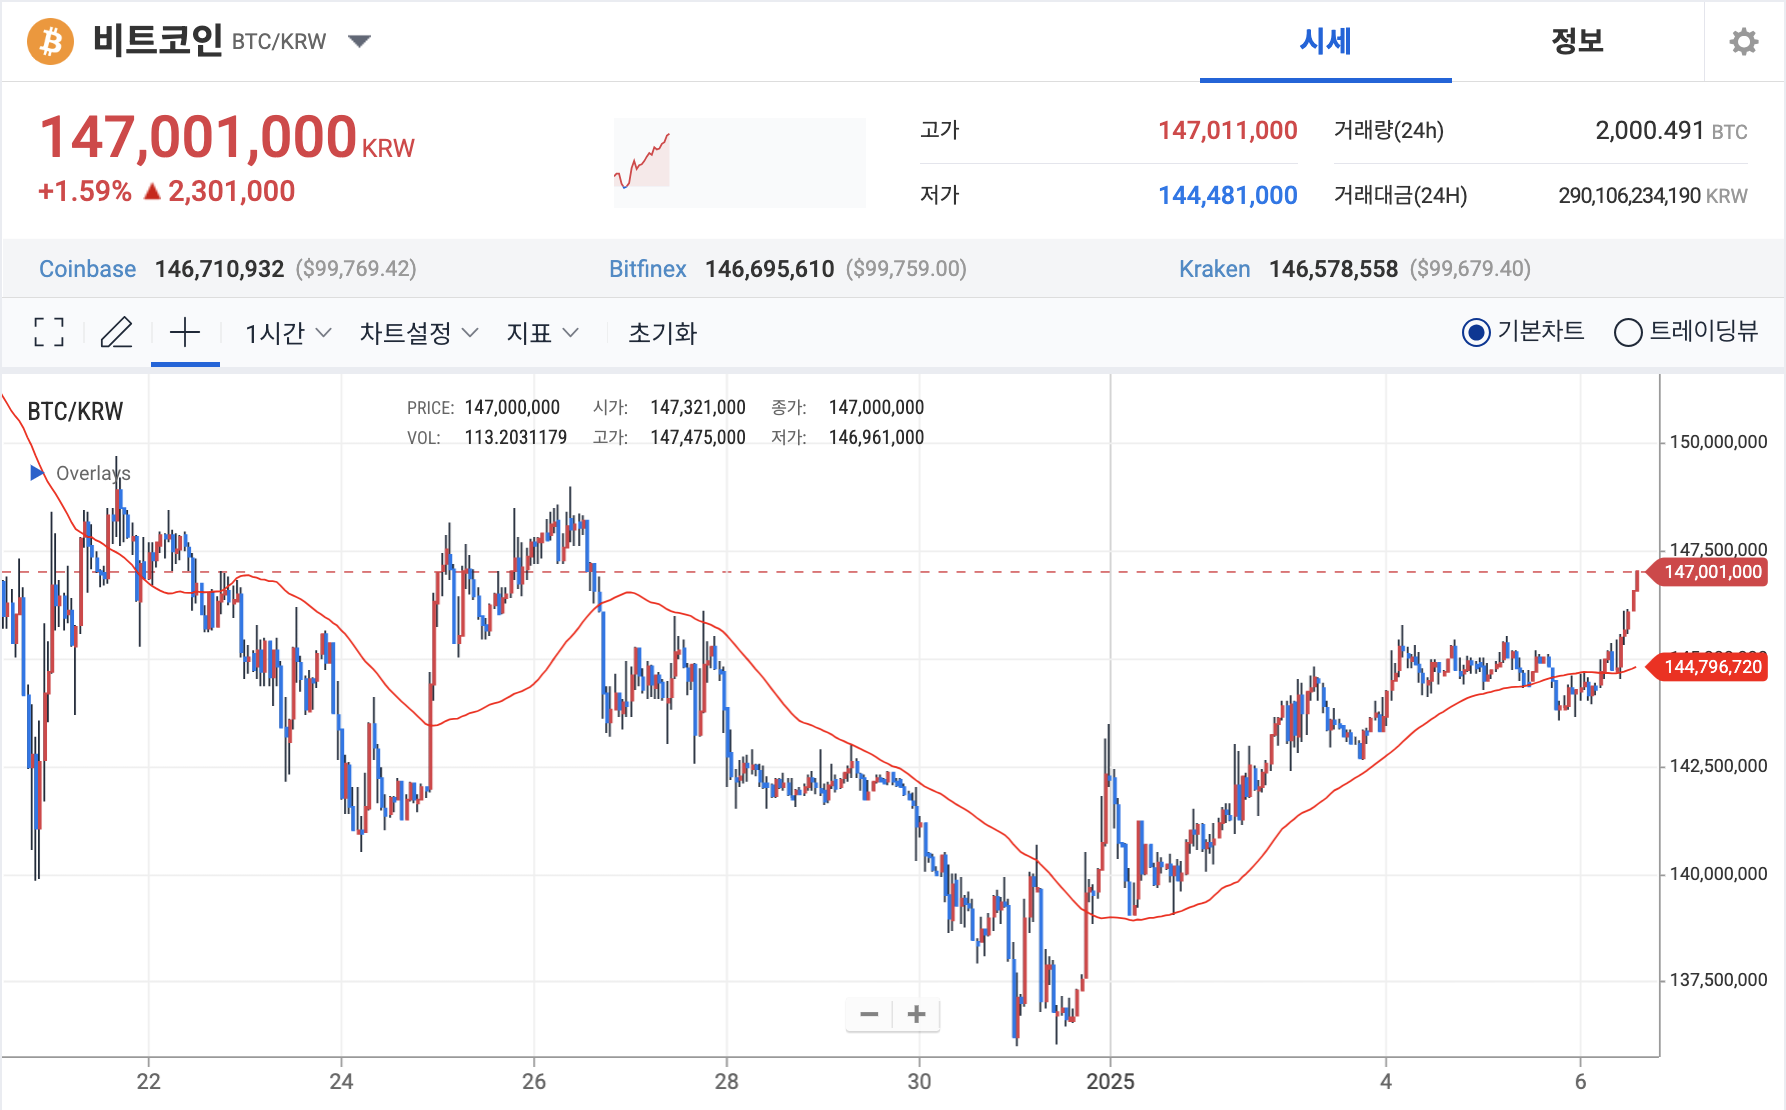 비트코인 BTC/KRW
시세 정보
147,001,000 KRW
+1.59% ▲ 2,301,000
고가 147,011,000 거래량(24h) 2,000.491 BTC
저가 144,481,000 거래대금(24H) 290,106,234,190 KRW
Coinbase 146,710,932 ($99,769.42) Bitfinex 146,695,610 ($99,759.00) Kraken 146,578,558 ($99,679.40)
1시간 차트설정 지표 초기화 기본차트 트레이딩뷰
BTC/KRW
PRICE: 147,000,000 시가: 147,321,000 종가: 147,000,000
VOL: 113.2031179 고가: 147,475,000 저가: 146,961,000
Overlays
150,000,000
147,500,000
147,001,000
144,796,720
142,500,000
140,000,000
137,500,000
22 24 26 28 30 2025 4 6